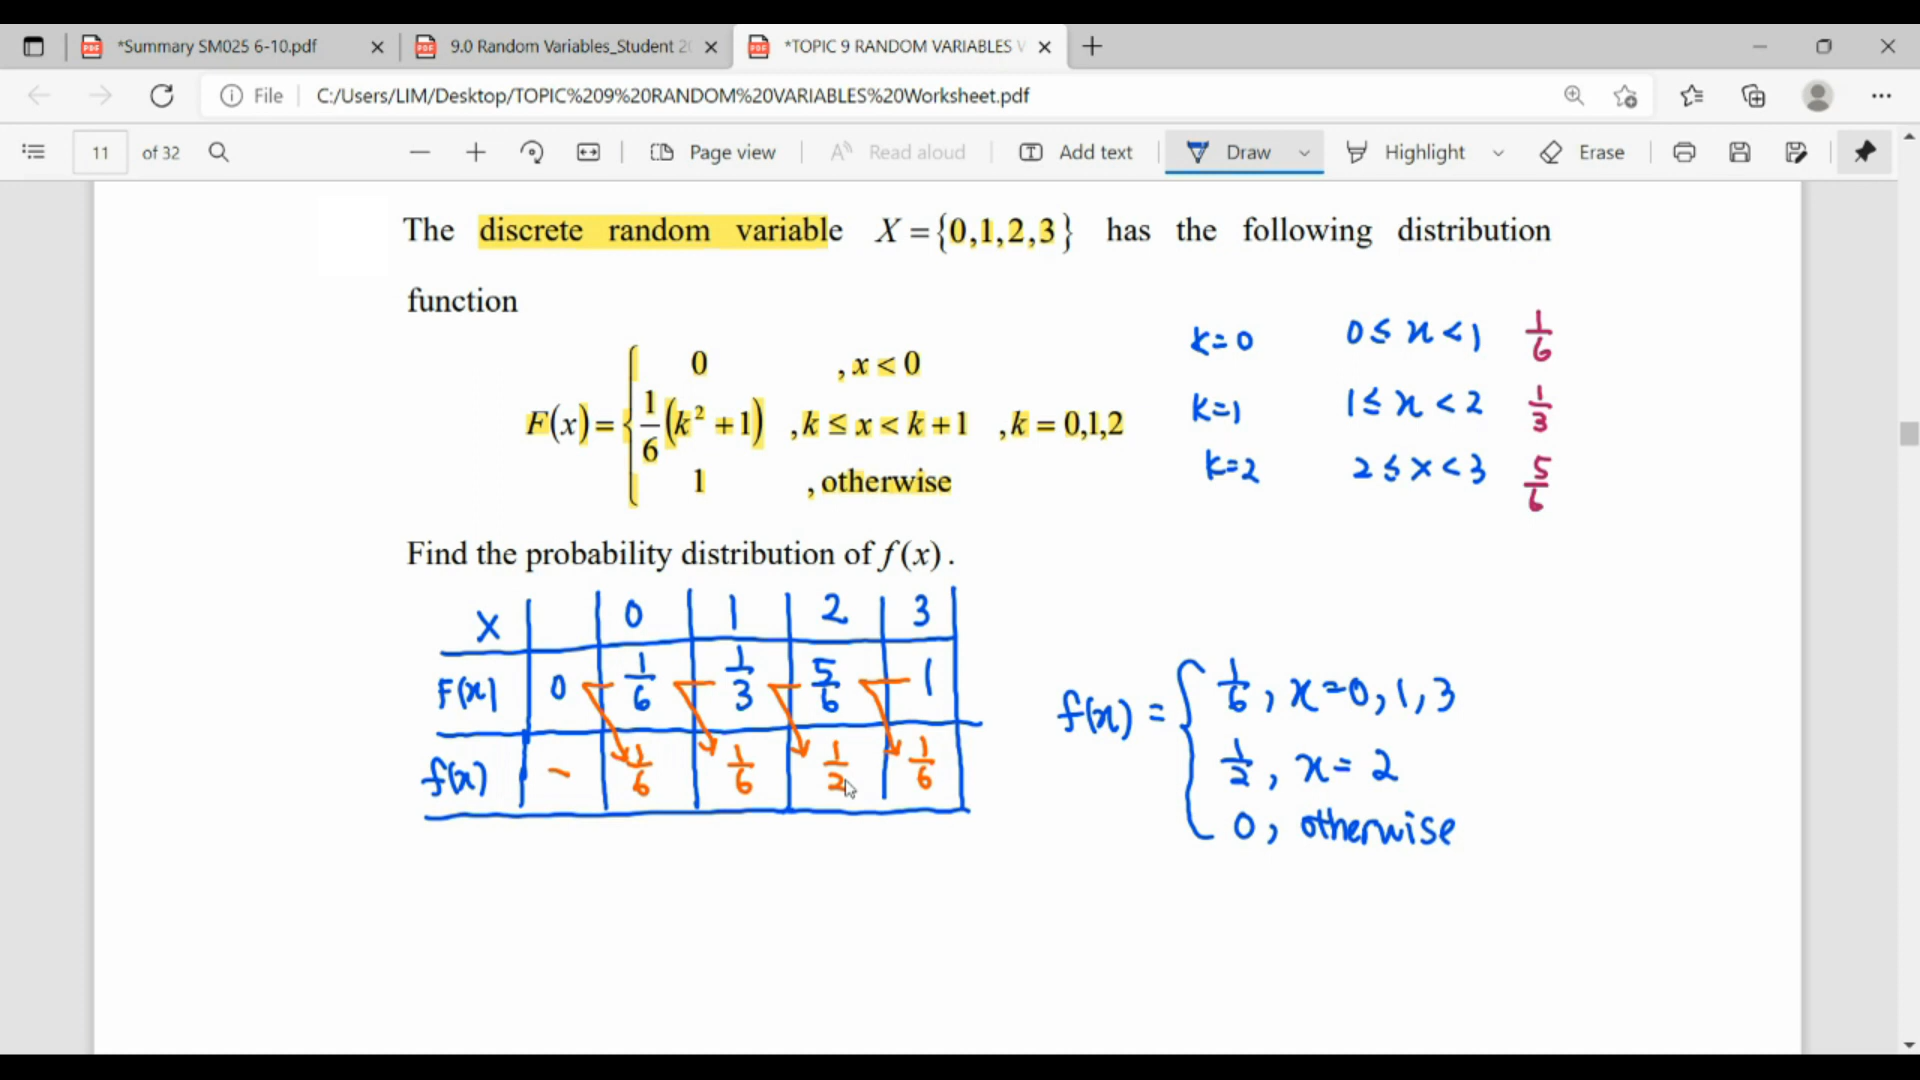 *Summary SM025 6-10.pdf
9.0 Random Variables_Student 20
*TOPIC 9 RANDOM VARIABLES
File
C:/Users/LIM/Desktop/TOPIC%209%20RANDOM%20VARIABLES%20Worksheet.pdf
11 of 32
Page view
Read aloud
Add text
Draw
Highlight
Erase
The discrete random variable X = {0,1,2,3} has the following distribution
function
F(x) = { 0 , x < 0
1/6 (k² + 1) , k ≤ x < k + 1 , k = 0,1,2
1 , otherwise
k=0 0 ≤ x < 1 1/6
k=1 1 ≤ x < 2 1/3
k=2 2 ≤ x < 3 5/6
Find the probability distribution of f(x).
X 0 1 2 3
F(x) 0 1/6 1/3 5/6 1
f(x) - 1/6 1/6 1/2 1/6
f(x) = { 1/6, x=0, 1, 3
1/2, x= 2
0, otherwise